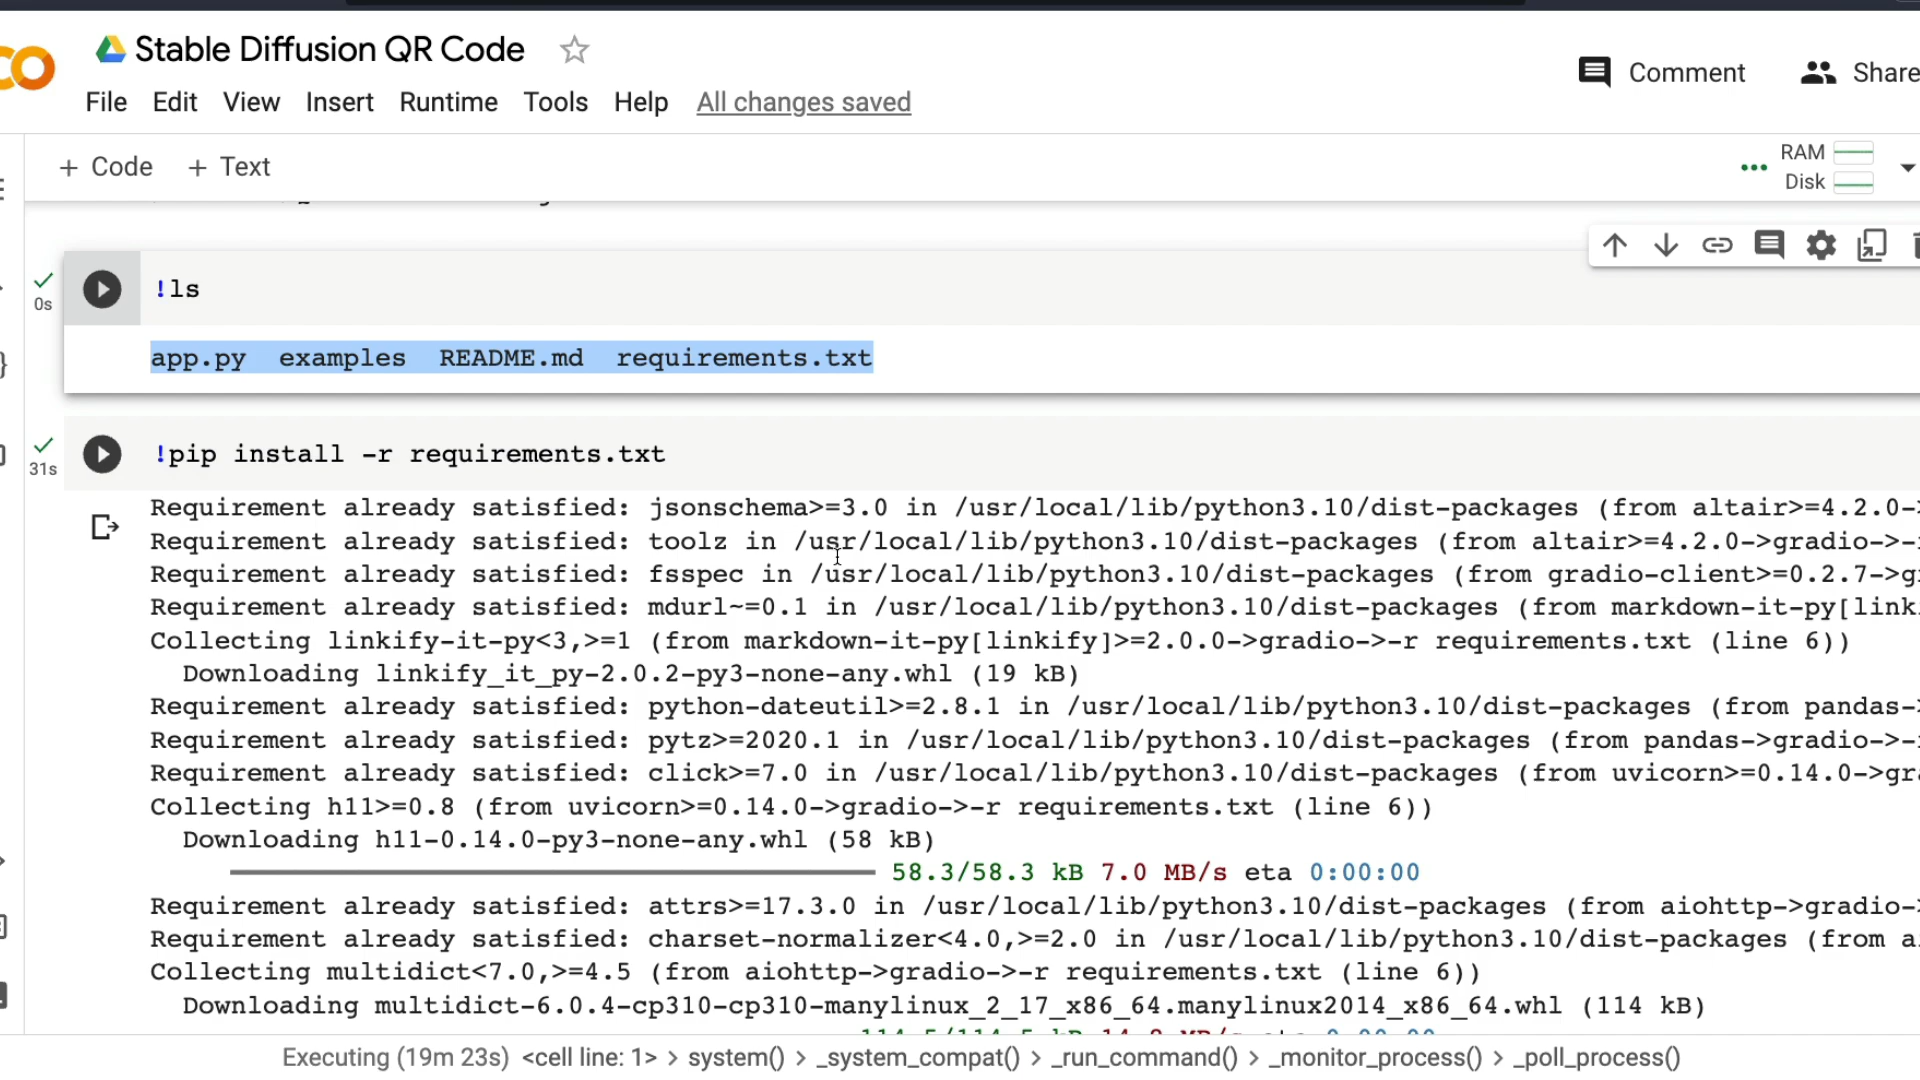 Stable Diffusion QR Code
Comment
Share
File Edit View Insert Runtime Tools Help All changes saved
+ Code + Text
RAM
Disk
!ls
0s
app.py examples README.md requirements.txt
!pip install -r requirements.txt
31s
Requirement already satisfied: jsonschema>=3.0 in /usr/local/lib/python3.10/dist-packages (from altair>=4.2.0->
Requirement already satisfied: toolz in /usr/local/lib/python3.10/dist-packages (from altair>=4.2.0->gradio->-r
Requirement already satisfied: fsspec in /usr/local/lib/python3.10/dist-packages (from gradio-client>=0.2.7->g
Requirement already satisfied: mdurl~=0.1 in /usr/local/lib/python3.10/dist-packages (from markdown-it-py[link
Collecting linkify-it-py<3,>=1 (from markdown-it-py[linkify]>=2.0.0->gradio->-r requirements.txt (line 6))
Downloading linkify_it_py-2.0.2-py3-none-any.whl (19 kB)
Requirement already satisfied: python-dateutil>=2.8.1 in /usr/local/lib/python3.10/dist-packages (from pandas->
Requirement already satisfied: pytz>=2020.1 in /usr/local/lib/python3.10/dist-packages (from pandas->gradio->-r
Requirement already satisfied: click>=7.0 in /usr/local/lib/python3.10/dist-packages (from uvicorn>=0.14.0->gr
Collecting h11>=0.8 (from uvicorn>=0.14.0->gradio->-r requirements.txt (line 6))
Downloading h11-0.14.0-py3-none-any.whl (58 kB)
58.3/58.3 kB 7.0 MB/s eta 0:00:00
Requirement already satisfied: attrs>=17.3.0 in /usr/local/lib/python3.10/dist-packages (from aiohttp->gradio->
Requirement already satisfied: charset-normalizer<4.0,>=2.0 in /usr/local/lib/python3.10/dist-packages (from a
Collecting multidict<7.0,>=4.5 (from aiohttp->gradio->-r requirements.txt (line 6))
Downloading multidict-6.0.4-cp310-cp310-manylinux_2_17_x86_64.manylinux2014_x86_64.whl (114 kB)
Executing (19m 23s) <cell line: 1> > system() > _system_compat() > _run_command() > _monitor_process() > _poll_process()